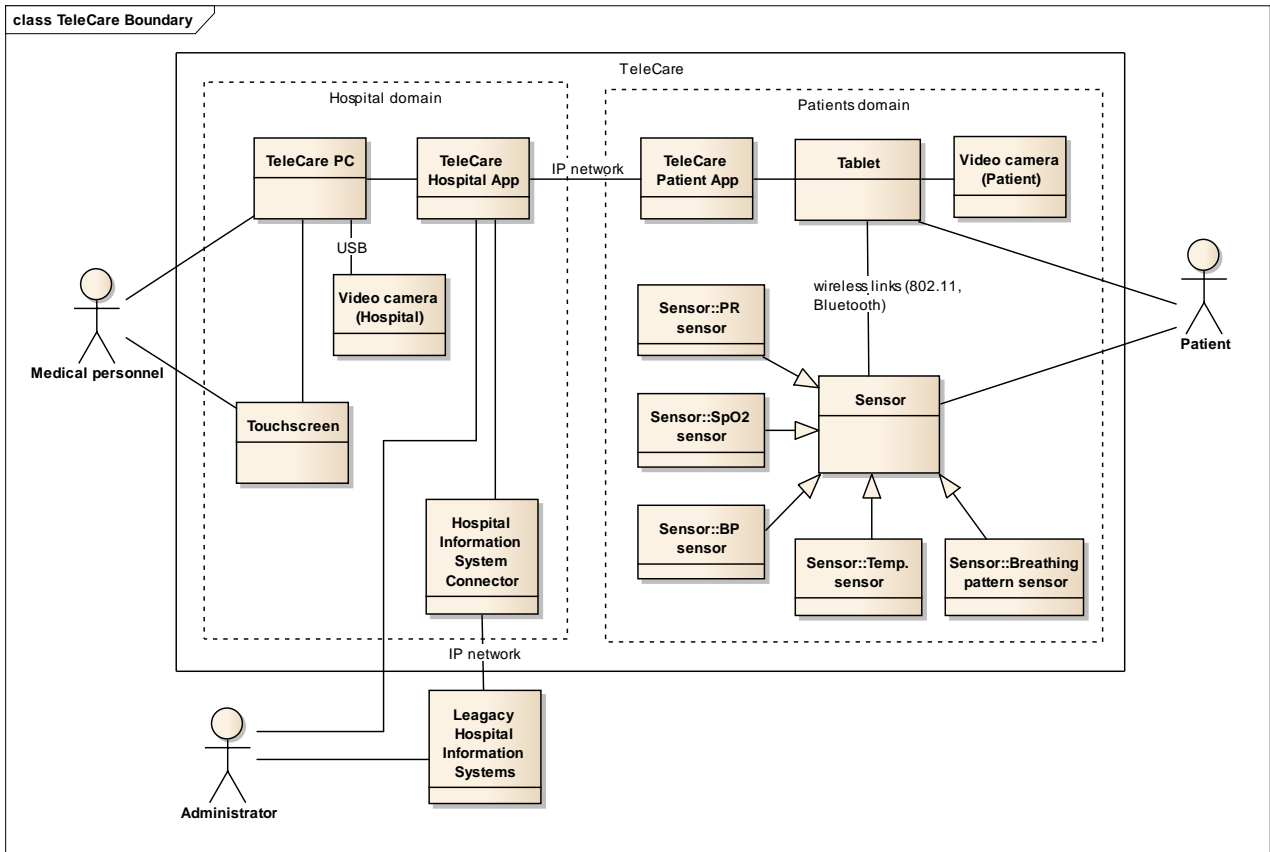 class TeleCare Boundary
TeleCare
Hospital domain
Patients domain
TeleCare PC
TeleCare
Hospital App
IP network
TeleCare
Patient App
Tablet
Video camera
(Patient)
USB
Video camera
(Hospital)
wireless links (802.11,
Bluetooth)
Medical personnel
Patient
Sensor::PR
sensor
Sensor
Touchscreen
Sensor::SpO2
sensor
Hospital
Information
System
Connector
Sensor::BP
sensor
Sensor::Temp.
sensor
Sensor::Breathing
pattern sensor
IP network
Leagacy
Hospital
Information
Systems
Administrator